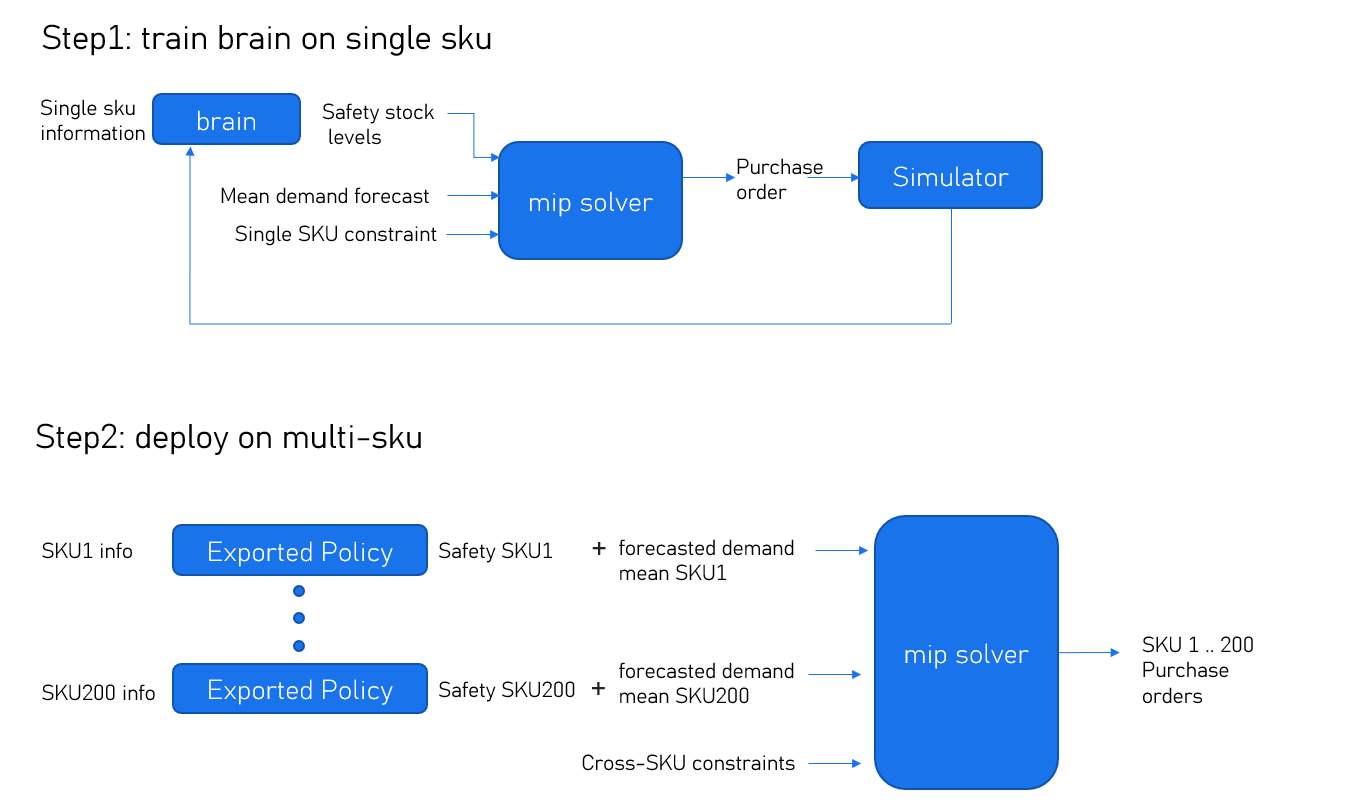 Step1: train brain on single sku
Single sku
information
brain
Safety stock
levels
Mean demand forecast
Single SKU constraint
mip solver
Purchase
order
Simulator
Step2: deploy on multi-sku
SKU1 info
Exported Policy
Safety SKU1
+
forecasted demand
mean SKU1
SKU200 info
Exported Policy
Safety SKU200
+
forecasted demand
mean SKU200
Cross-SKU constraints
mip solver
SKU 1 .. 200
Purchase
orders